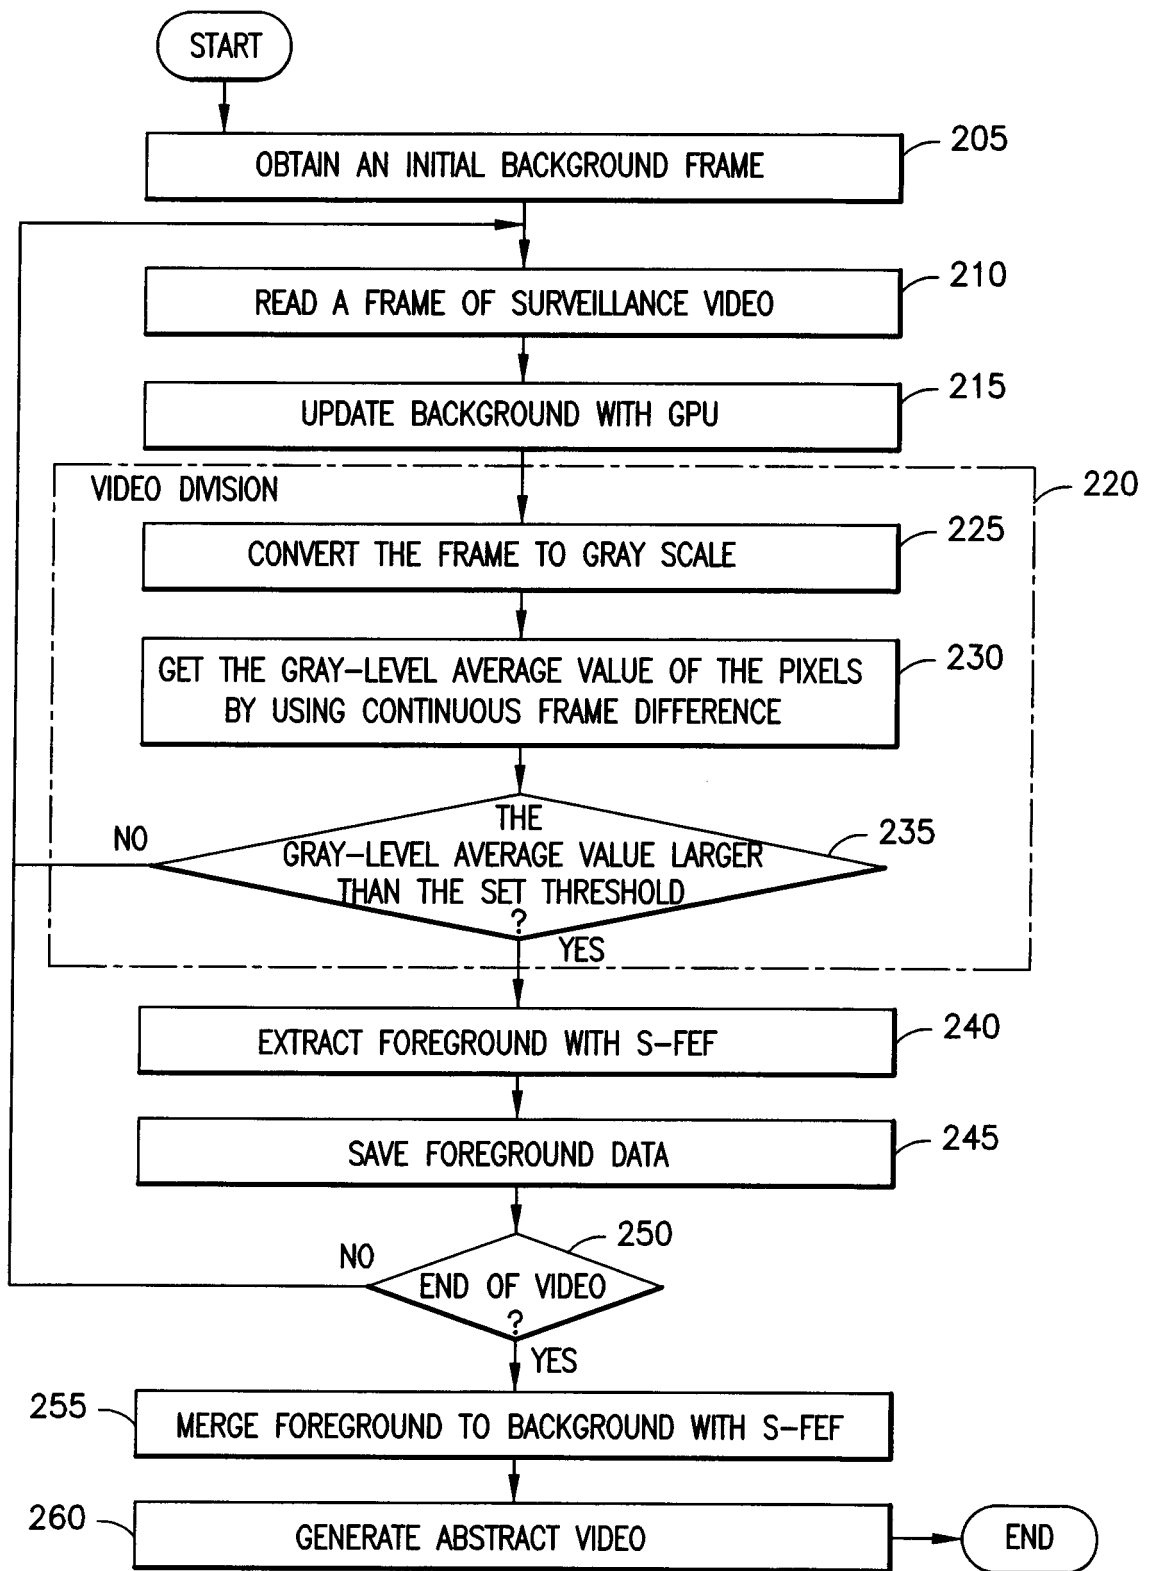 START
OBTAIN AN INITIAL BACKGROUND FRAME
205
READ A FRAME OF SURVEILLANCE VIDEO
210
UPDATE BACKGROUND WITH GPU
215
VIDEO DIVISION
220
CONVERT THE FRAME TO GRAY SCALE
225
GET THE GRAY-LEVEL AVERAGE VALUE OF THE PIXELS
BY USING CONTINUOUS FRAME DIFFERENCE
230
THE
GRAY-LEVEL AVERAGE VALUE LARGER
THAN THE SET THRESHOLD
?
235
NO
YES
EXTRACT FOREGROUND WITH S-FEF
240
SAVE FOREGROUND DATA
245
END OF VIDEO
?
250
NO
YES
255
MERGE FOREGROUND TO BACKGROUND WITH S-FEF
260
GENERATE ABSTRACT VIDEO
END